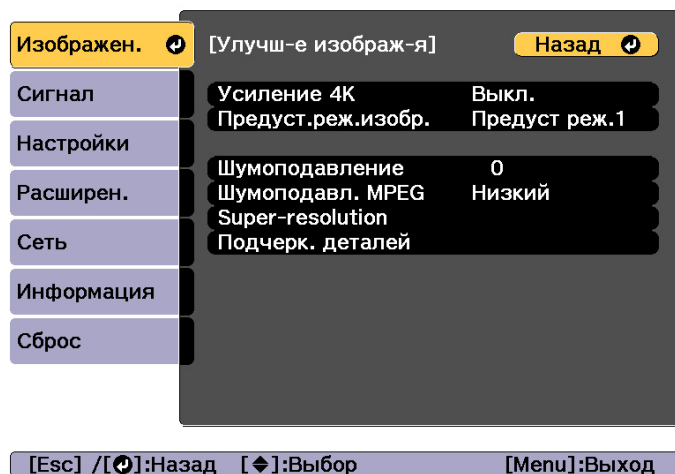 Изображен.
Сигнал
Настройки
Расширен.
Сеть
Информация
Сброс
[Улучш-е изображ-я] Назад
Усиление 4K Выкл.
Предуст.реж.изобр. Предуст реж.1
Шумоподавление 0
Шумоподавл. MPEG Низкий
Super-resolution
Подчерк. деталей
[Esc] /[ ]:Назад [ ]:Выбор [Menu]:Выход